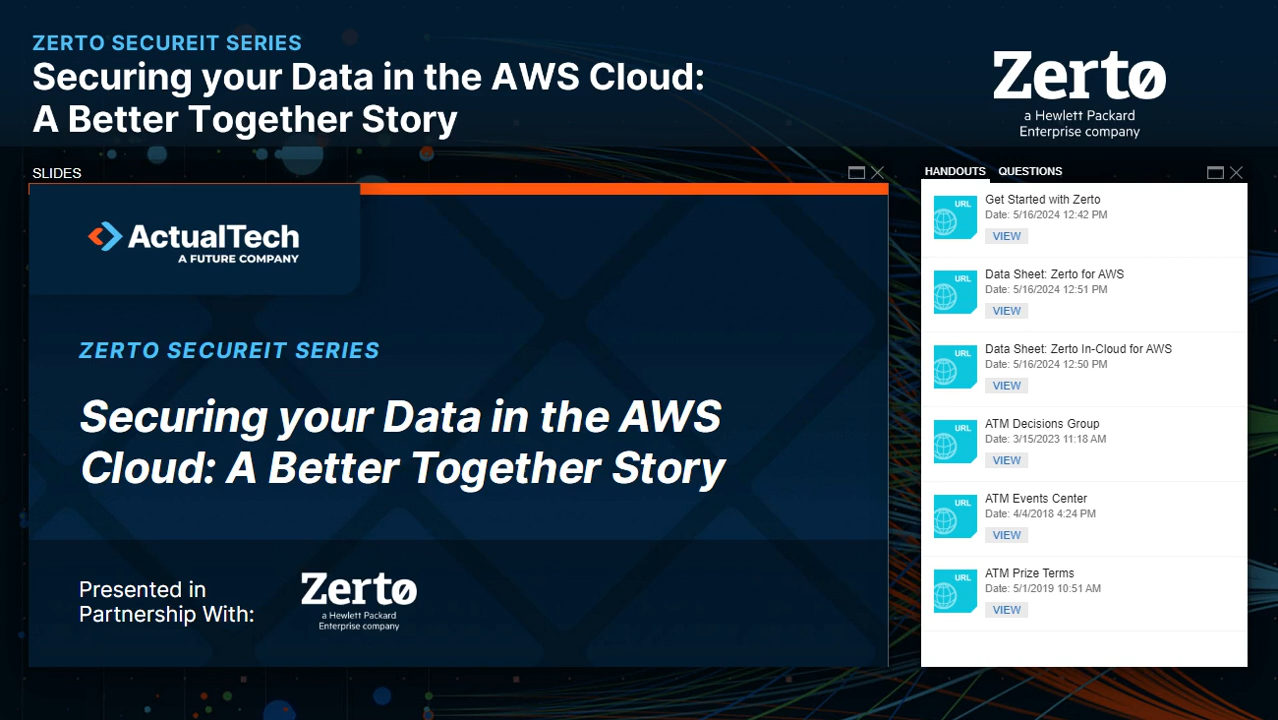 ZERTO SECUREIT SERIES
Securing your Data in the AWS Cloud:
A Better Together Story
Zerto
a Hewlett Packard
Enterprise company
SLIDES
ActualTech
A FUTURE COMPANY
ZERTO SECUREIT SERIES
Securing your Data in the AWS
Cloud: A Better Together Story
Presented in
Partnership With:
Zerto
a Hewlett Packard
Enterprise company
HANDOUTS QUESTIONS
URL
Get Started with Zerto
Date: 5/16/2024 12:42 PM
VIEW
URL
Data Sheet: Zerto for AWS
Date: 5/16/2024 12:51 PM
VIEW
URL
Data Sheet: Zerto In-Cloud for AWS
Date: 5/16/2024 12:50 PM
VIEW
URL
ATM Decisions Group
Date: 3/15/2023 11:18 AM
VIEW
URL
ATM Events Center
Date: 4/4/2018 4:24 PM
VIEW
URL
ATM Prize Terms
Date: 5/1/2019 10:51 AM
VIEW